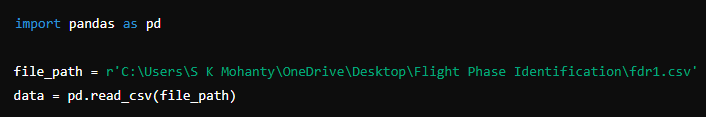 import pandas as pd
file_path = r'C:\Users\S K Mohanty\OneDrive\Desktop\Flight Phase Identification\fdr1.csv'
data = pd.read_csv(file_path)